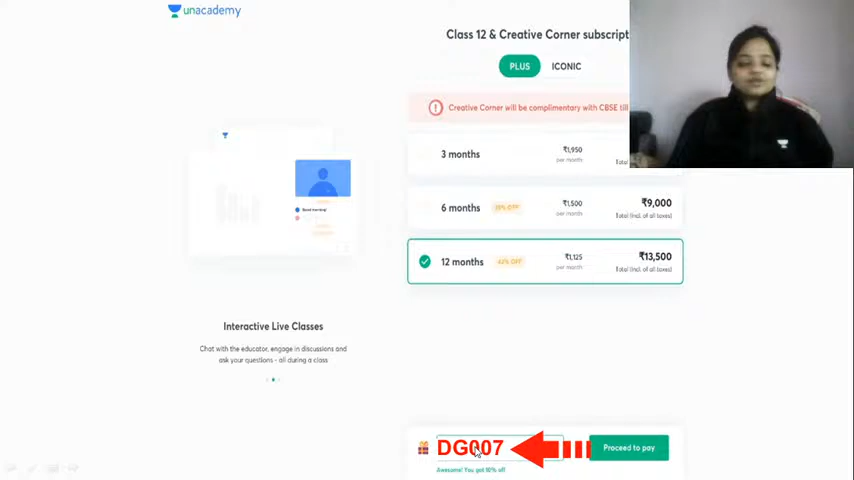 unacademy
Class 12 & Creative Corner subscript
PLUS
ICONIC
Creative Corner will be complimentary with CBSE till
3 months
₹1,950
per month
Total
6 months
₹1,500
per month
₹9,000
Total (Incl. of all taxes)
12 months
₹1,125
per month
₹13,500
Total (Incl. of all taxes)
Interactive Live Classes
Chat with the educator, engage in discussions and
ask your questions - all during a class
DG007
Proceed to pay
Awesome! You got 10% off